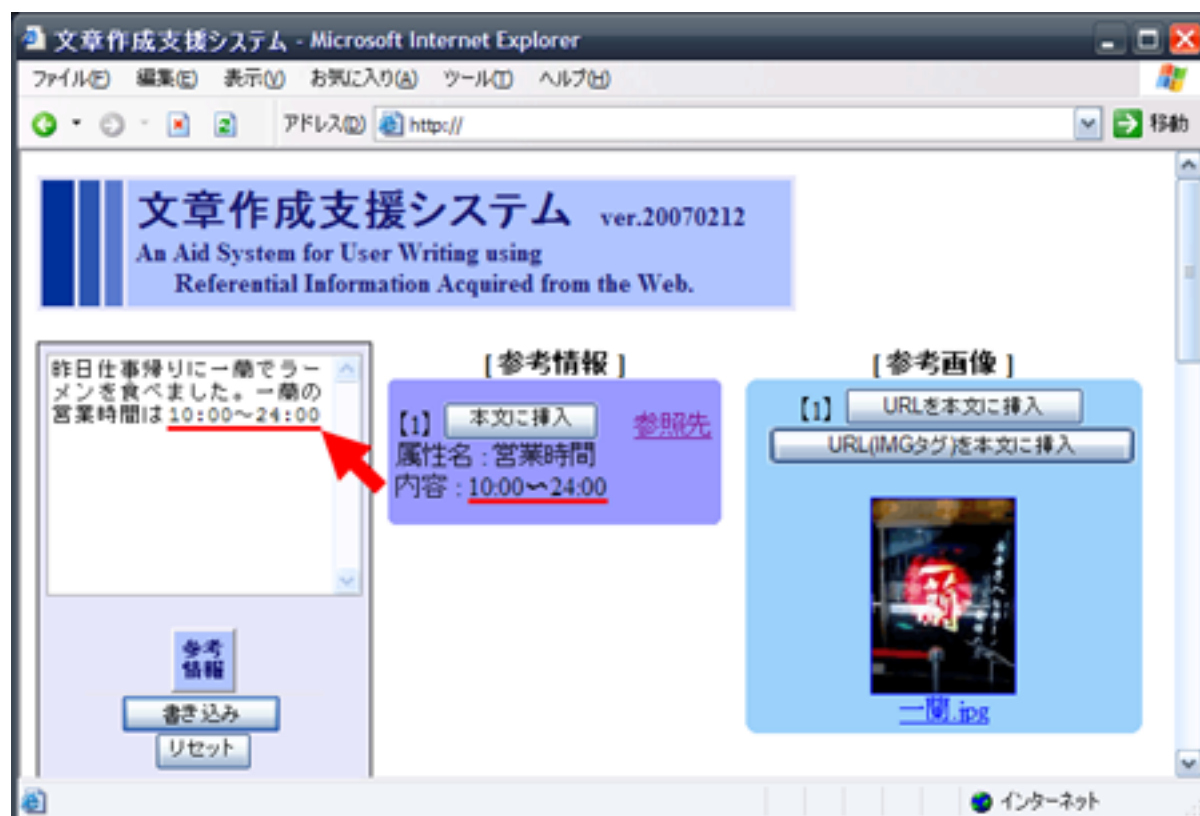 文章作成支援システム - Microsoft Internet Explorer
ファイル(F) 編集(E) 表示(V) お気に入り(A) ツール(T) ヘルプ(H)
アドレス(D) http:// 移動
文章作成支援システム ver.20070212
An Aid System for User Writing using
Referential Information Acquired from the Web.
昨日仕事帰りに一蘭でラー
メンを食べました。一蘭の
営業時間は10:00～24:00
参考
情報
書き込み
リセット
[ 参考情報 ]
【1】 本文に挿入 参照先
属性名 : 営業時間
内容 : 10:00〜24:00
[ 参考画像 ]
【1】 URLを本文に挿入
URL(IMGタグ)を本文に挿入
一蘭
一蘭.jpg
インターネット